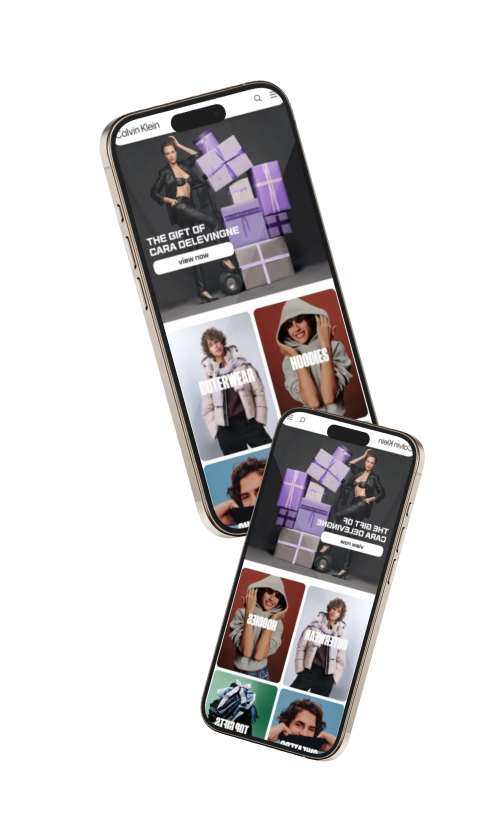 Calvin Klein
THE GIFT OF
CARA DELEVINGNE
view now
OUTERWEAR
HOODIES
Calvin Klein
THE GIFT OF
CARA DELEVINGNE
view now
HOODIES
OUTERWEAR
TOP GIFTS